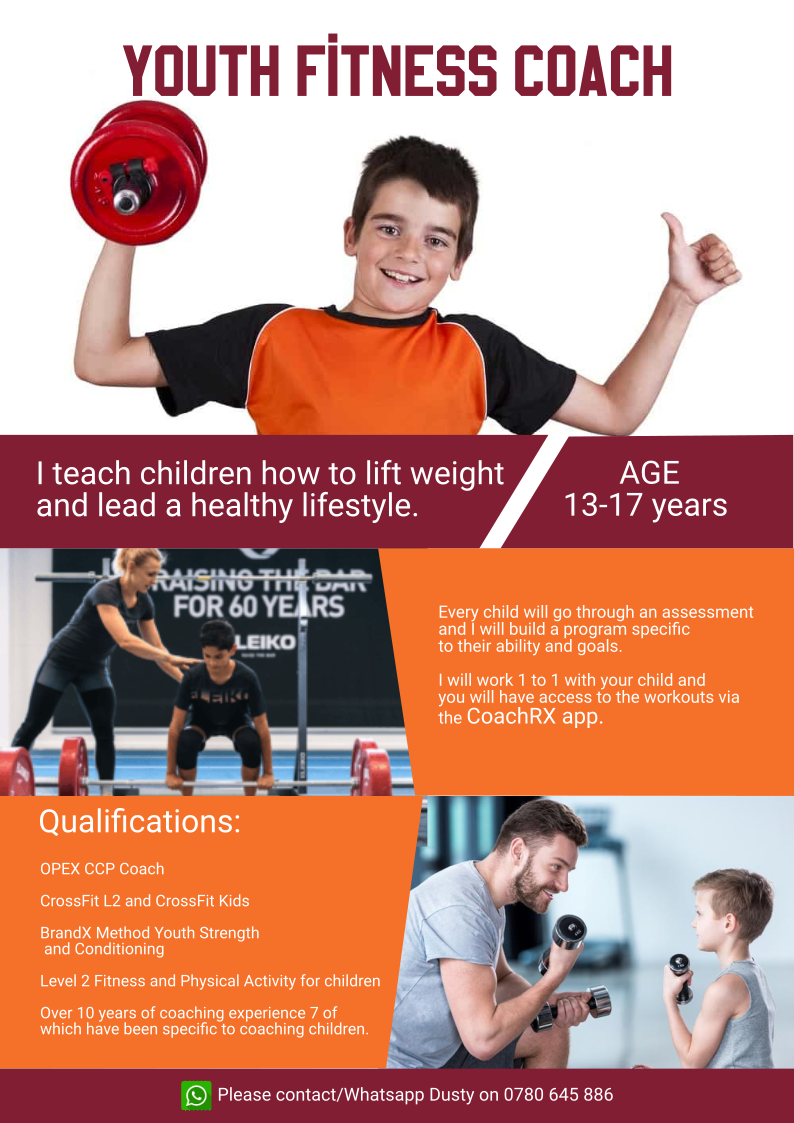 YOUTH FİTNESS COACH
I teach children how to lift weight
and lead a healthy lifestyle.
AGE
13-17 years
RAISING THE BAR
FOR 60 YEARS
ELEIKO
ELEIKO
Every child will go through an assessment
and I will build a program specific
to their ability and goals.
I will work 1 to 1 with your child and
you will have access to the workouts via
the CoachRX app.
Qualifications:
OPEX CCP Coach
CrossFit L2 and CrossFit Kids
BrandX Method Youth Strength
and Conditioning
Level 2 Fitness and Physical Activity for children
Over 10 years of coaching experience 7 of
which have been specific to coaching children.
Please contact/Whatsapp Dusty on 0780 645 886